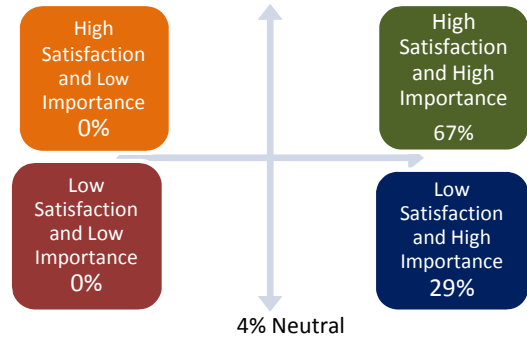 High
Satisfaction
and Low
Importance
0%
High
Satisfaction
and High
Importance
67%
Low
Satisfaction
and Low
Importance
0%
Low
Satisfaction
and High
Importance
29%
4% Neutral